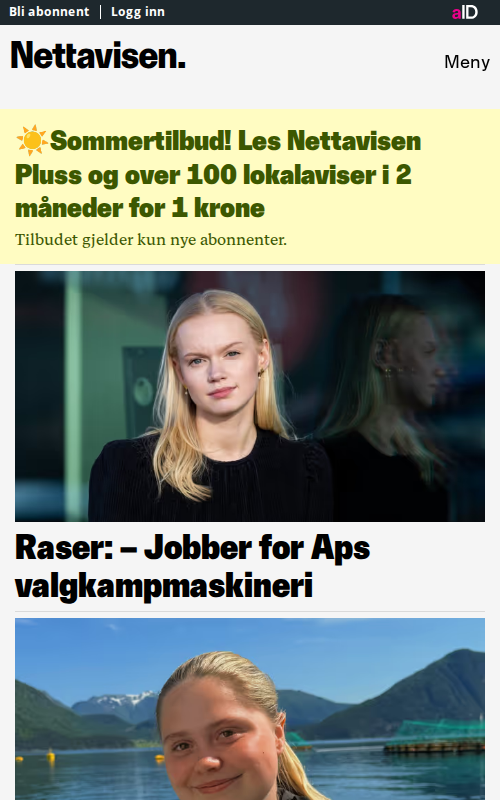 Bli abonnent
Logg inn
aID
Nettavisen.
Meny
☀️Sommertilbud! Les Nettavisen
Pluss og over 100 lokalaviser i 2
måneder for 1 krone
Tilbudet gjelder kun nye abonnenter.
Raser: – Jobber for Aps
valgkampmaskineri